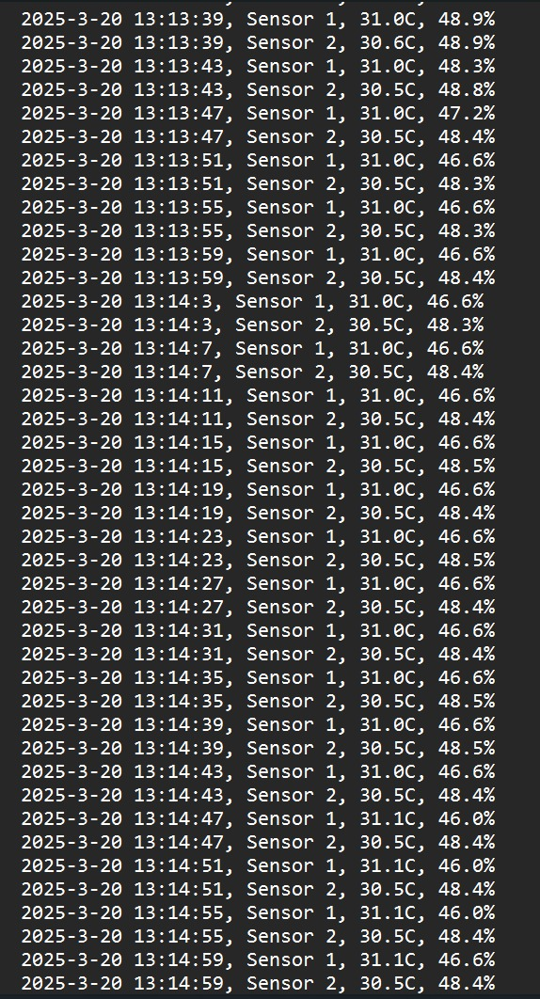 2025-3-20 13:13:39, Sensor 1, 31.0C, 48.9%
2025-3-20 13:13:39, Sensor 2, 30.6C, 48.9%
2025-3-20 13:13:43, Sensor 1, 31.0C, 48.3%
2025-3-20 13:13:43, Sensor 2, 30.5C, 48.8%
2025-3-20 13:13:47, Sensor 1, 31.0C, 47.2%
2025-3-20 13:13:47, Sensor 2, 30.5C, 48.4%
2025-3-20 13:13:51, Sensor 1, 31.0C, 46.6%
2025-3-20 13:13:51, Sensor 2, 30.5C, 48.3%
2025-3-20 13:13:55, Sensor 1, 31.0C, 46.6%
2025-3-20 13:13:55, Sensor 2, 30.5C, 48.3%
2025-3-20 13:13:59, Sensor 1, 31.0C, 46.6%
2025-3-20 13:13:59, Sensor 2, 30.5C, 48.4%
2025-3-20 13:14:3, Sensor 1, 31.0C, 46.6%
2025-3-20 13:14:3, Sensor 2, 30.5C, 48.3%
2025-3-20 13:14:7, Sensor 1, 31.0C, 46.6%
2025-3-20 13:14:7, Sensor 2, 30.5C, 48.4%
2025-3-20 13:14:11, Sensor 1, 31.0C, 46.6%
2025-3-20 13:14:11, Sensor 2, 30.5C, 48.4%
2025-3-20 13:14:15, Sensor 1, 31.0C, 46.6%
2025-3-20 13:14:15, Sensor 2, 30.5C, 48.5%
2025-3-20 13:14:19, Sensor 1, 31.0C, 46.6%
2025-3-20 13:14:19, Sensor 2, 30.5C, 48.4%
2025-3-20 13:14:23, Sensor 1, 31.0C, 46.6%
2025-3-20 13:14:23, Sensor 2, 30.5C, 48.5%
2025-3-20 13:14:27, Sensor 1, 31.0C, 46.6%
2025-3-20 13:14:27, Sensor 2, 30.5C, 48.4%
2025-3-20 13:14:31, Sensor 1, 31.0C, 46.6%
2025-3-20 13:14:31, Sensor 2, 30.5C, 48.4%
2025-3-20 13:14:35, Sensor 1, 31.0C, 46.6%
2025-3-20 13:14:35, Sensor 2, 30.5C, 48.5%
2025-3-20 13:14:39, Sensor 1, 31.0C, 46.6%
2025-3-20 13:14:39, Sensor 2, 30.5C, 48.5%
2025-3-20 13:14:43, Sensor 1, 31.0C, 46.6%
2025-3-20 13:14:43, Sensor 2, 30.5C, 48.4%
2025-3-20 13:14:47, Sensor 1, 31.1C, 46.0%
2025-3-20 13:14:47, Sensor 2, 30.5C, 48.4%
2025-3-20 13:14:51, Sensor 1, 31.1C, 46.0%
2025-3-20 13:14:51, Sensor 2, 30.5C, 48.4%
2025-3-20 13:14:55, Sensor 1, 31.1C, 46.0%
2025-3-20 13:14:55, Sensor 2, 30.5C, 48.4%
2025-3-20 13:14:59, Sensor 1, 31.1C, 46.6%
2025-3-20 13:14:59, Sensor 2, 30.5C, 48.4%